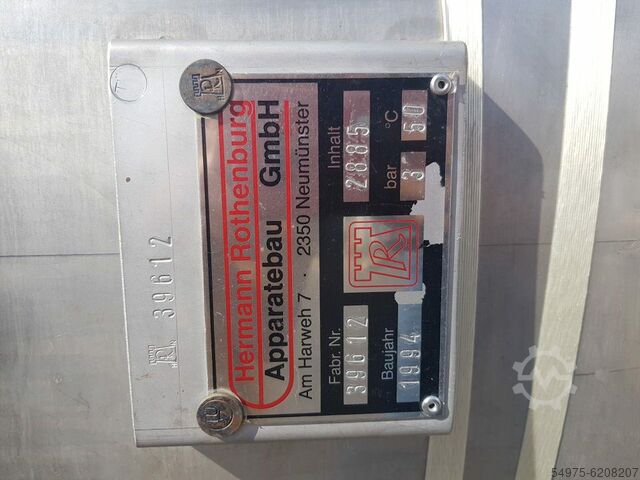 Hermann Rothenburg
Apparatebau GmbH
Am Harweh 7 · 2350 Neumünster
Fabr. Nr. Inhalt
39612 2885
Baujahr bar °C
1994 3 50
R
39612
54975-6208207